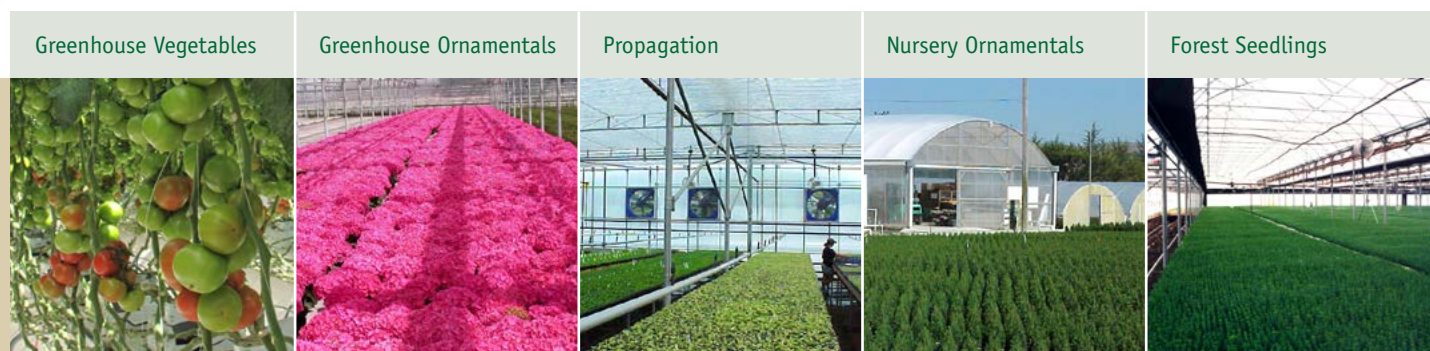 Greenhouse Vegetables
Greenhouse Ornamentals
Propagation
Nursery Ornamentals
Forest Seedlings